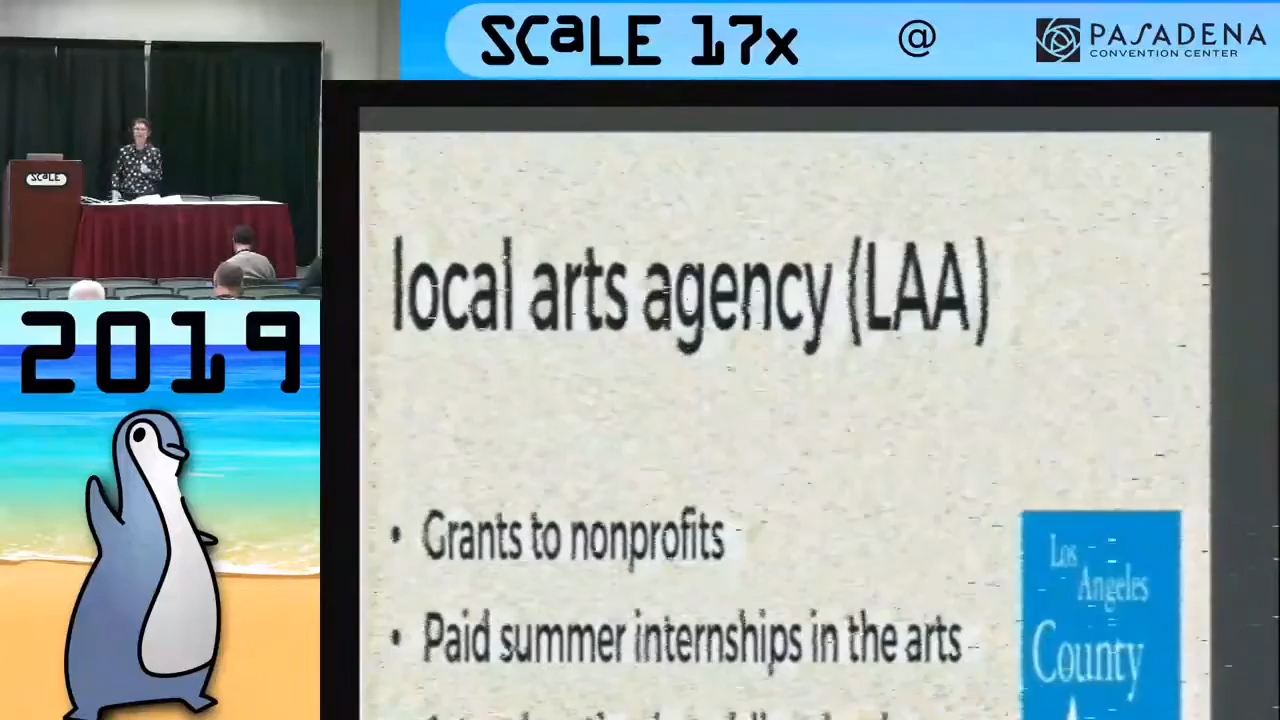 SCaLE 17x
@
PASADENA
CONVENTION CENTER
SCaLE
2019
local arts agency (LAA)
• Grants to nonprofits
• Paid summer internships in the arts
Los
Angeles
County